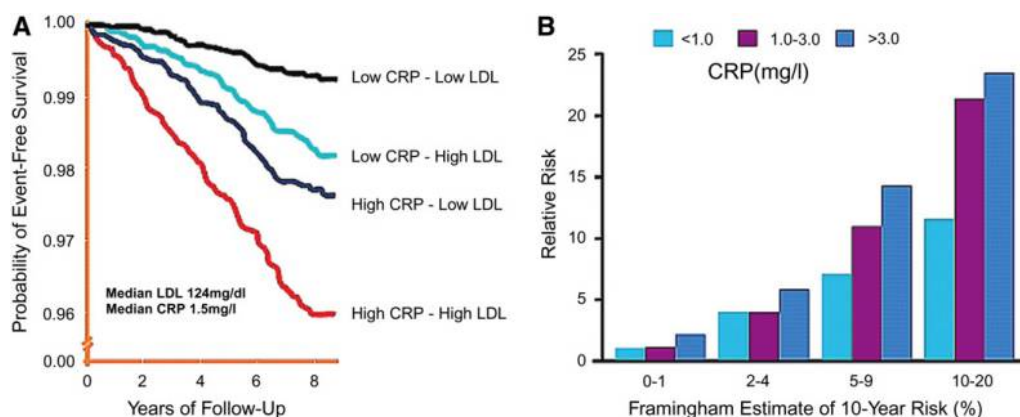 A
Probability of Event-Free Survival
1.00
0.99
0.98
0.97
0.96
0.00
Low CRP - Low LDL
Low CRP - High LDL
High CRP - Low LDL
High CRP - High LDL
Median LDL 124mg/dl
Median CRP 1.5mg/l
0 2 4 6 8
Years of Follow-Up
B
<1.0 1.0-3.0 >3.0
CRP(mg/l)
Relative Risk
25
20
15
10
5
0
0-1 2-4 5-9 10-20
Framingham Estimate of 10-Year Risk (%)